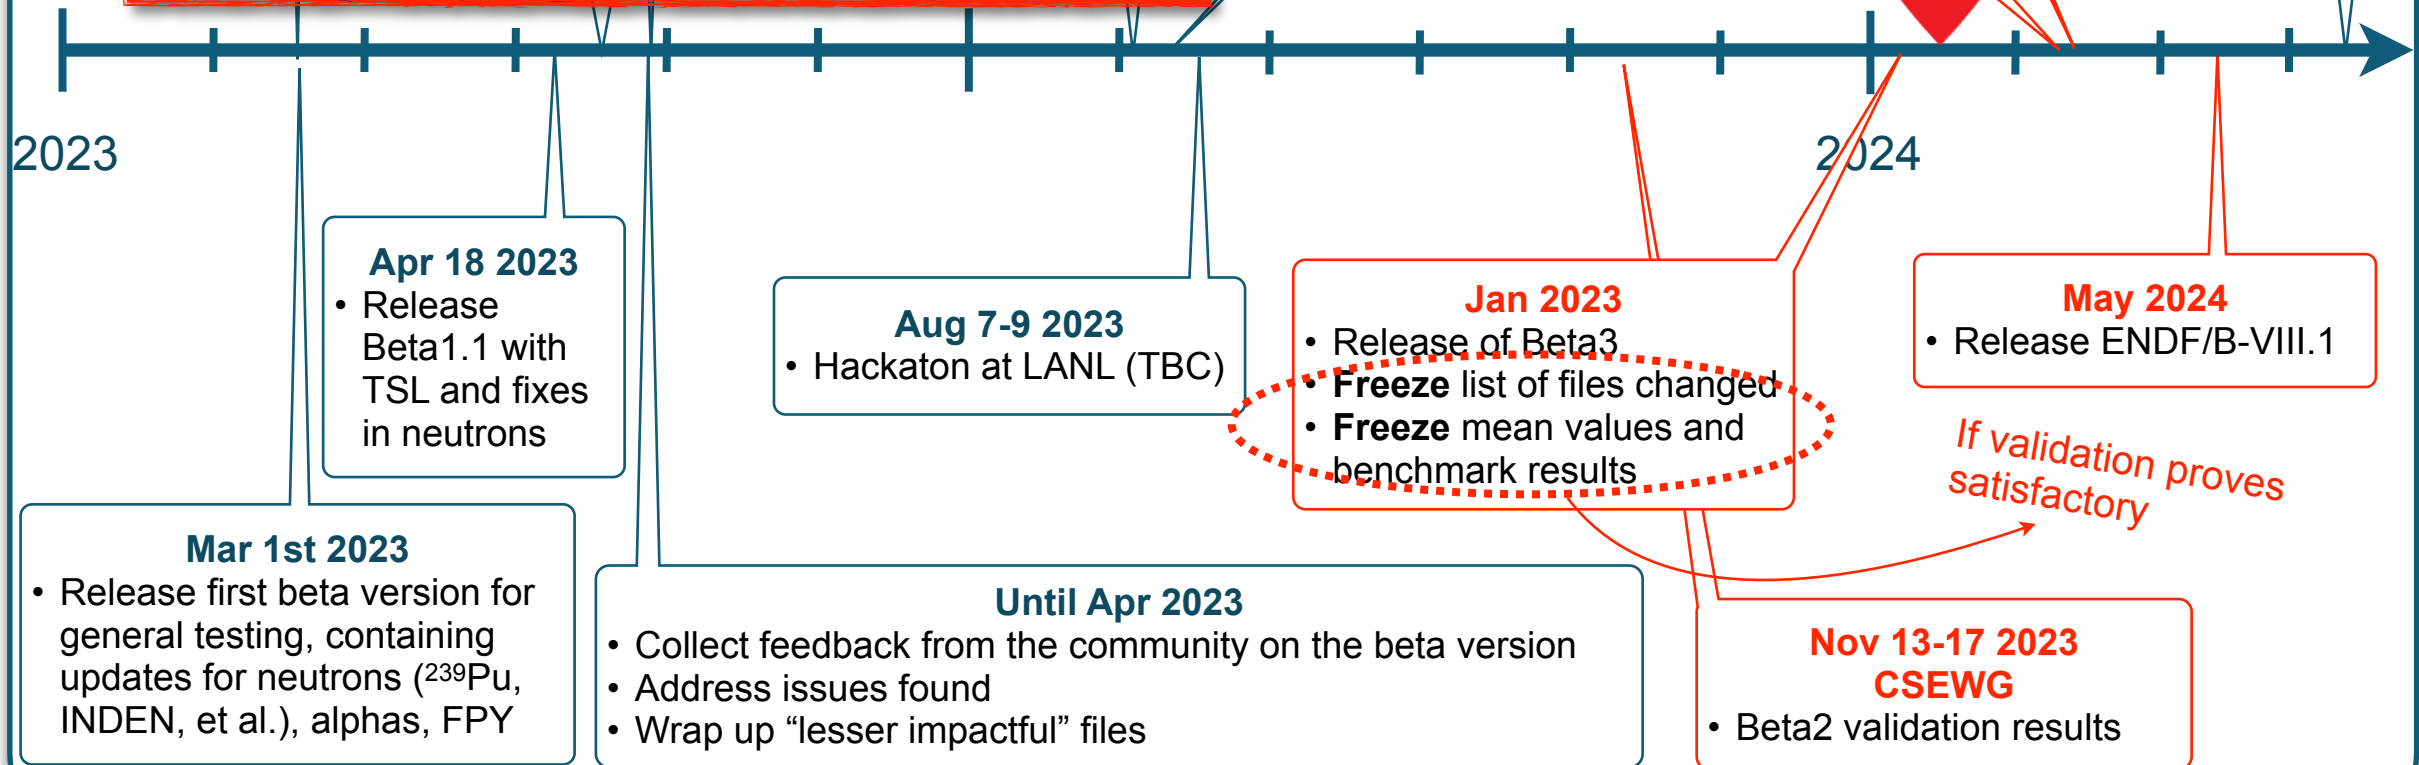 2023
2024
Apr 18 2023
• Release
Beta1.1 with
TSL and fixes
in neutrons
Aug 7-9 2023
• Hackaton at LANL (TBC)
Jan 2023
• Release of Beta3
• Freeze list of files changed
• Freeze mean values and
benchmark results
May 2024
• Release ENDF/B-VIII.1
If validation proves
satisfactory
Mar 1st 2023
• Release first beta version for
general testing, containing
updates for neutrons (²³⁹Pu,
INDEN, et al.), alphas, FPY
Until Apr 2023
• Collect feedback from the community on the beta version
• Address issues found
• Wrap up “lesser impactful” files
Nov 13-17 2023
CSEWG
• Beta2 validation results